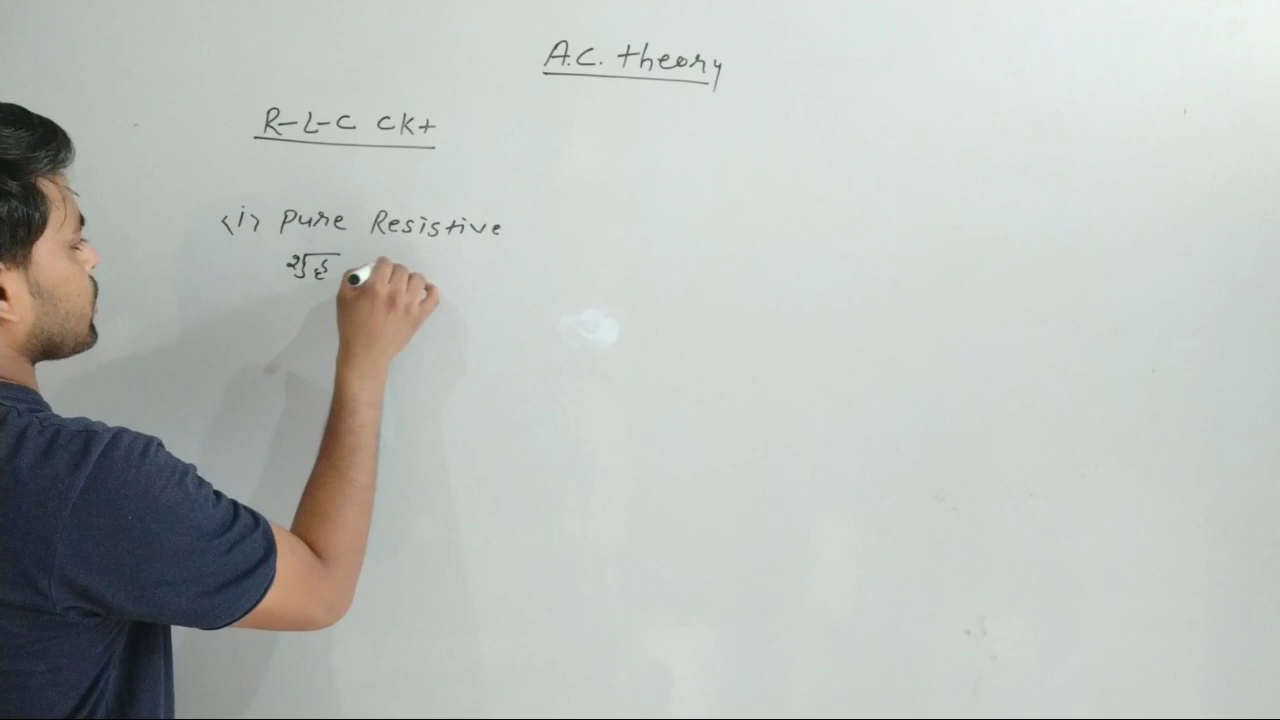 A.C. theory
R-L-C CKt
(i) Pure Resistive
शुद्ध